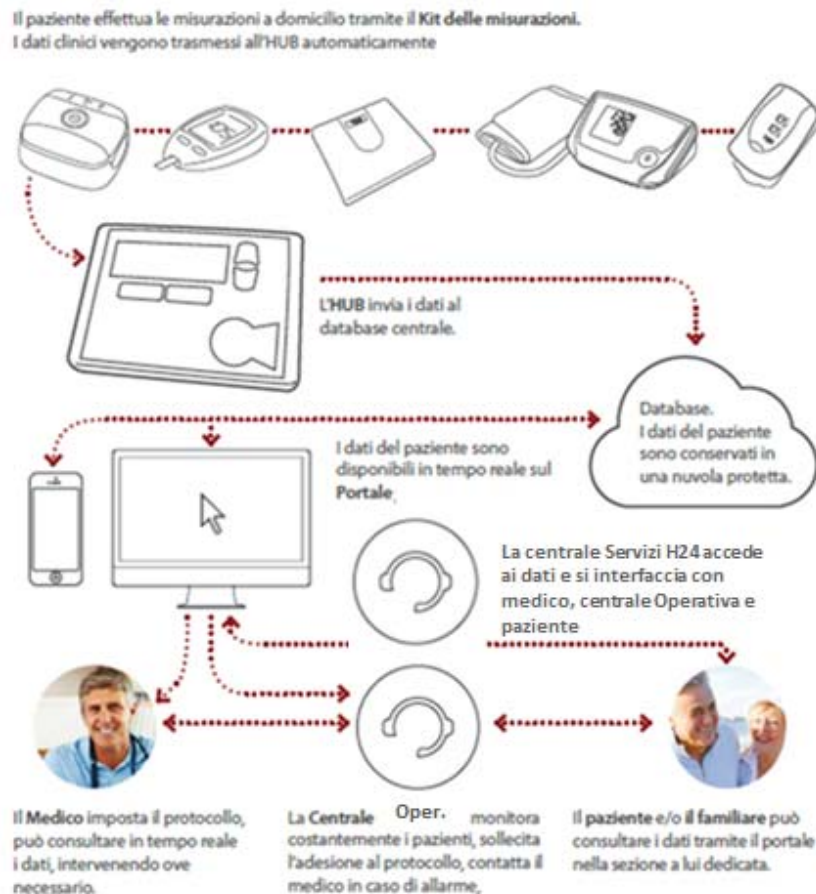 Il paziente effettua le misurazioni a domicilio tramite il Kit delle misurazioni.
I dati clinici vengono trasmessi all'HUB automaticamente
L'HUB invia i dati al
database centrale.
Database.
I dati del paziente
sono conservati in
una nuvola protetta.
I dati del paziente sono
disponibili in tempo reale sul
Portale.
La centrale Servizi H24 accede
ai dati e si interfaccia con
medico, centrale Operativa e
paziente
Il Medico imposta il protocollo,
può consultare in tempo reale
i dati, intervenendo ove
necessario.
La Centrale Oper. monitora
costantemente i pazienti, sollecita
l'adesione al protocollo, contatta il
medico in caso di allarme,
Il paziente e/o il familiare può
consultare i dati tramite il portale
nella sezione a lui dedicata.